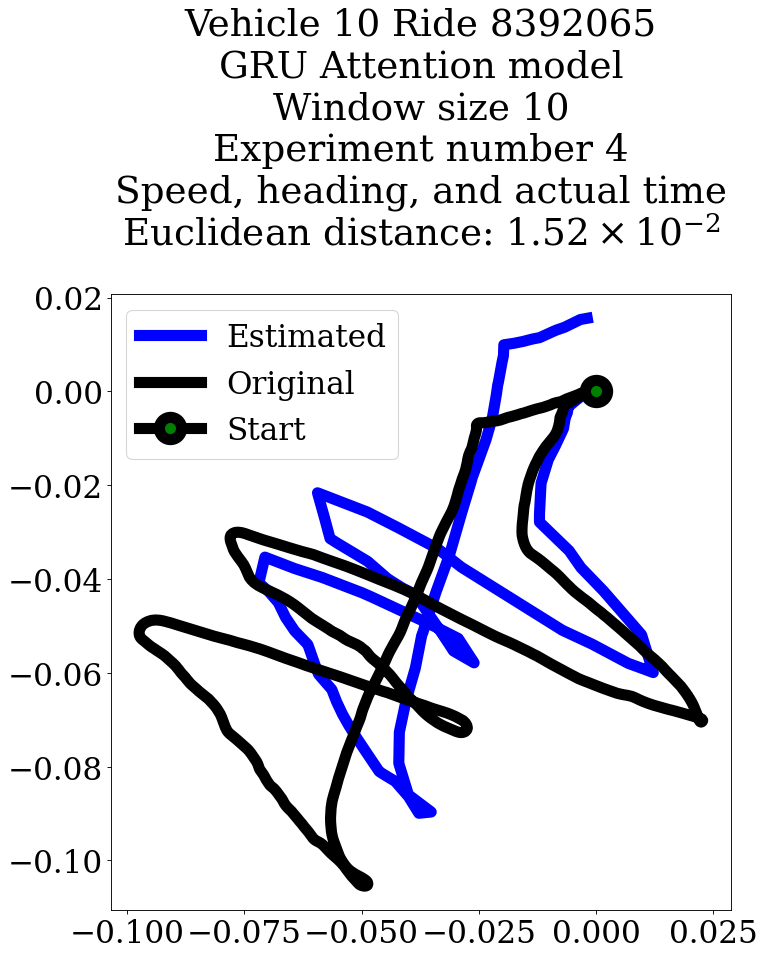 Vehicle 10 Ride 8392065
GRU Attention model
Window size 10
Experiment number 4
Speed, heading, and actual time
Euclidean distance: 1.52 × 10⁻²
0.02
Estimated
0.00
Original
Start
−0.02
−0.04
−0.06
−0.08
−0.10
−0.100 −0.075 −0.050 −0.025 0.000 0.025